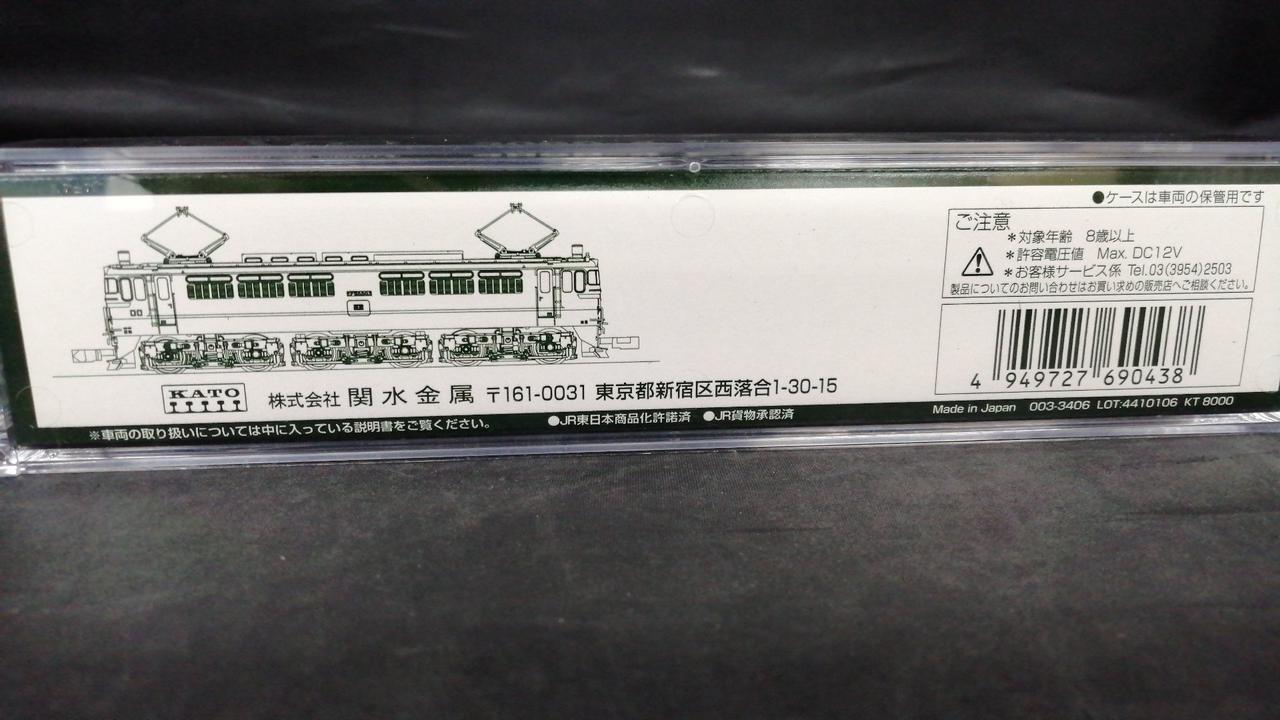 ●ケースは車両の保管用です
ご注意
＊対象年齢 8歳以上
＊許容電圧値 Max. DC12V
＊お客様サービス係 Tel.03(3954)2503
製品についてのお問い合わせはお買い求めの販売店へご相談ください。
4 949727 690438
KATO
株式会社 関水金属 〒161-0031 東京都新宿区西落合1-30-15
Made in Japan 003-3406 LOT:4410106 KT 8000
※車両の取り扱いについては中に入っている説明書をご覧ください。
●JR東日本商品化許諾済 ●JR貨物承認済